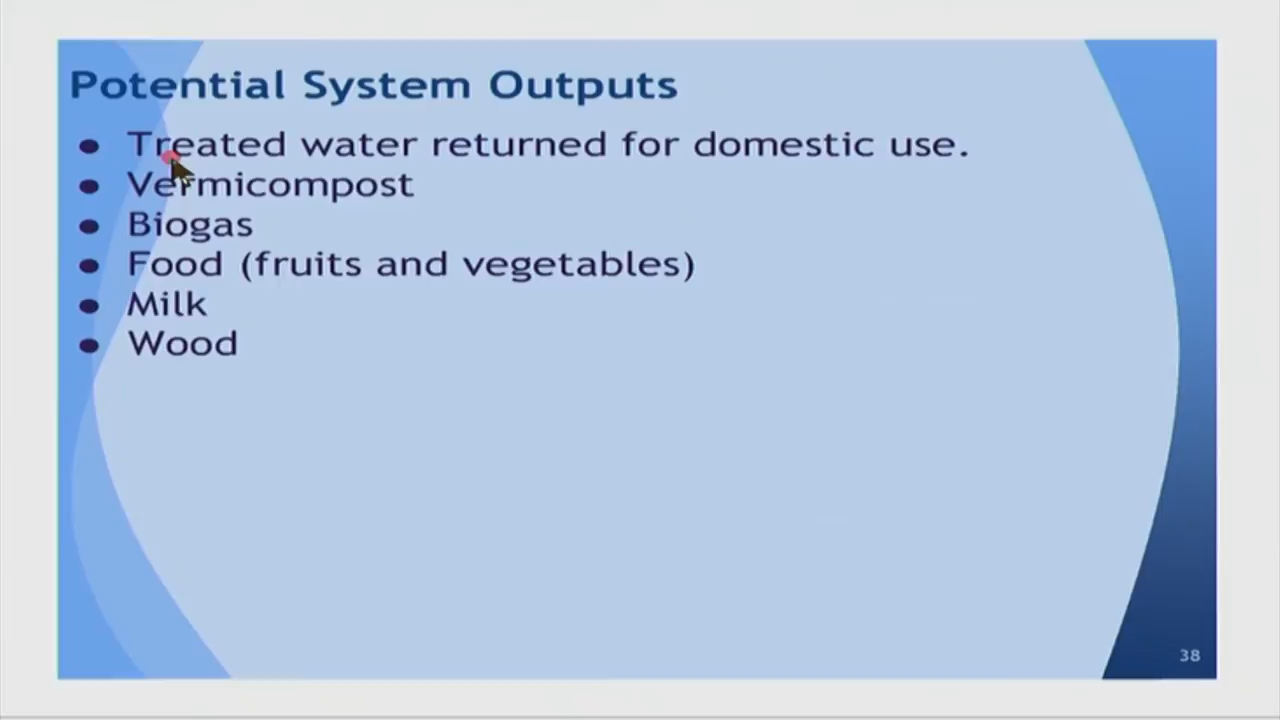 Potential System Outputs
● Treated water returned for domestic use.
● Vermicompost
● Biogas
● Food (fruits and vegetables)
● Milk
● Wood
38